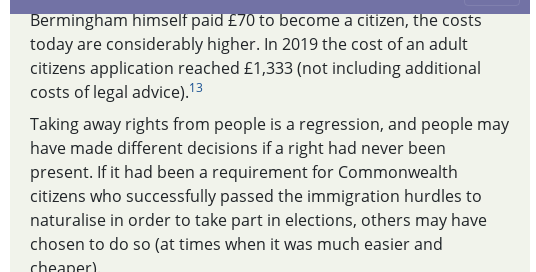 Bermingham himself paid £70 to become a citizen, the costs
today are considerably higher. In 2019 the cost of an adult
citizens application reached £1,333 (not including additional
costs of legal advice).13
Taking away rights from people is a regression, and people may
have made different decisions if a right had never been
present. If it had been a requirement for Commonwealth
citizens who successfully passed the immigration hurdles to
naturalise in order to take part in elections, others may have
chosen to do so (at times when it was much easier and
cheaper).